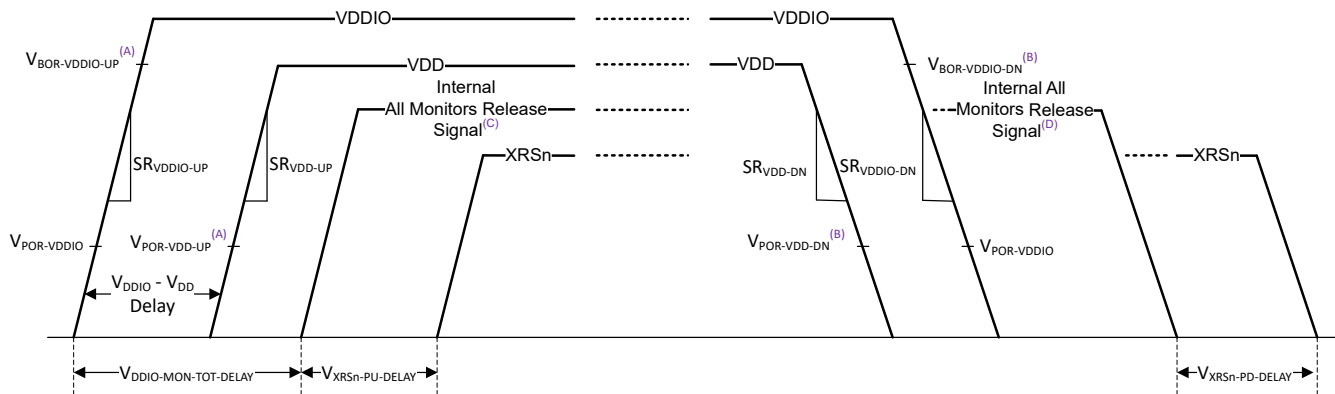 VDDIO
VDDIO
VBOR-VDDIO-UP(A)
VDD
VDD
VBOR-VDDIO-DN(B)
Internal
All Monitors Release
Signal(C)
Internal All
Monitors Release
Signal(D)
SRVDDIO-UP
SRVDD-UP
XRSn
SRVDD-DN
SRVDDIO-DN
XRSn
VPOR-VDDIO
VPOR-VDD-UP(A)
VPOR-VDD-DN(B)
VPOR-VDDIO
VDDIO - VDD
Delay
VDDIO-MON-TOT-DELAY
VXRSn-PU-DELAY
VXRSn-PD-DELAY